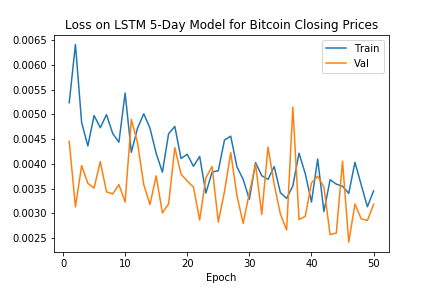 Loss on LSTM 5-Day Model for Bitcoin Closing Prices
Train
Val
0.0065
0.0060
0.0055
0.0050
0.0045
0.0040
0.0035
0.0030
0.0025
0 10 20 30 40 50
Epoch